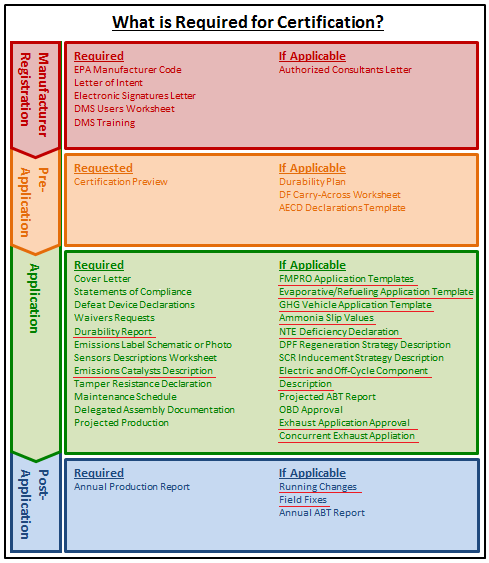 What is Required for Certification?
Manufacturer
Registration
Required
EPA Manufacturer Code
Letter of Intent
Electronic Signatures Letter
DMS Users Worksheet
DMS Training
If Applicable
Authorized Consultants Letter
Pre-
Application
Requested
Certification Preview
If Applicable
Durability Plan
DF Carry-Across Worksheet
AECD Declarations Template
Application
Required
Cover Letter
Statements of Compliance
Defeat Device Declarations
Waivers Requests
Durability Report
Emissions Label Schematic or Photo
Sensors Descriptions Worksheet
Emissions Catalysts Description
Tamper Resistance Declaration
Maintenance Schedule
Delegated Assembly Documentation
Projected Production
If Applicable
FMPRO Application Templates
Evaporative/Refueling Application Template
GHG Vehicle Application Template
Ammonia Slip Values
NTE Deficiency Declaration
DPF Regeneration Strategy Description
SCR Inducement Strategy Description
Electric and Off-Cycle Component
Description
Projected ABT Report
OBD Approval
Exhaust Application Approval
Concurrent Exhaust Appliation
Post-
Application
Required
Annual Production Report
If Applicable
Running Changes
Field Fixes
Annual ABT Report